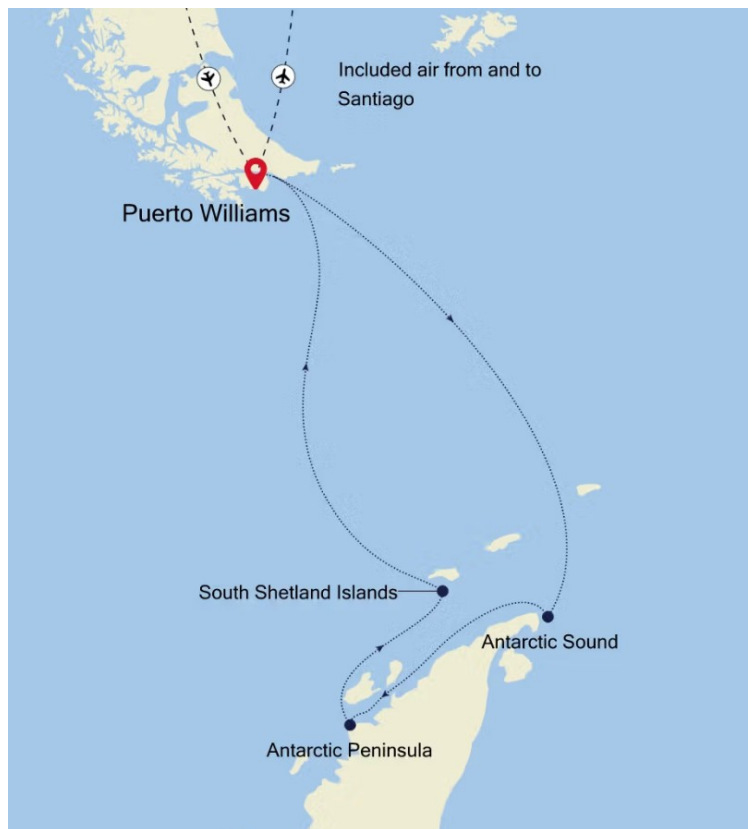 Included air from and to
Santiago
Puerto Williams
South Shetland Islands
Antarctic Sound
Antarctic Peninsula